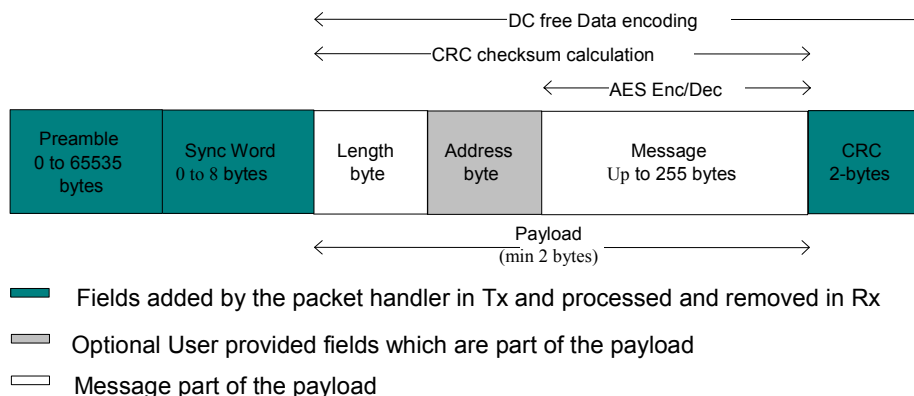 DC free Data encoding
CRC checksum calculation
AES Enc/Dec
Preamble
0 to 65535
bytes
Sync Word
0 to 8 bytes
Length
byte
Address
byte
Message
Up to 255 bytes
CRC
2-bytes
Payload
(min 2 bytes)
Fields added by the packet handler in Tx and processed and removed in Rx
Optional User provided fields which are part of the payload
Message part of the payload